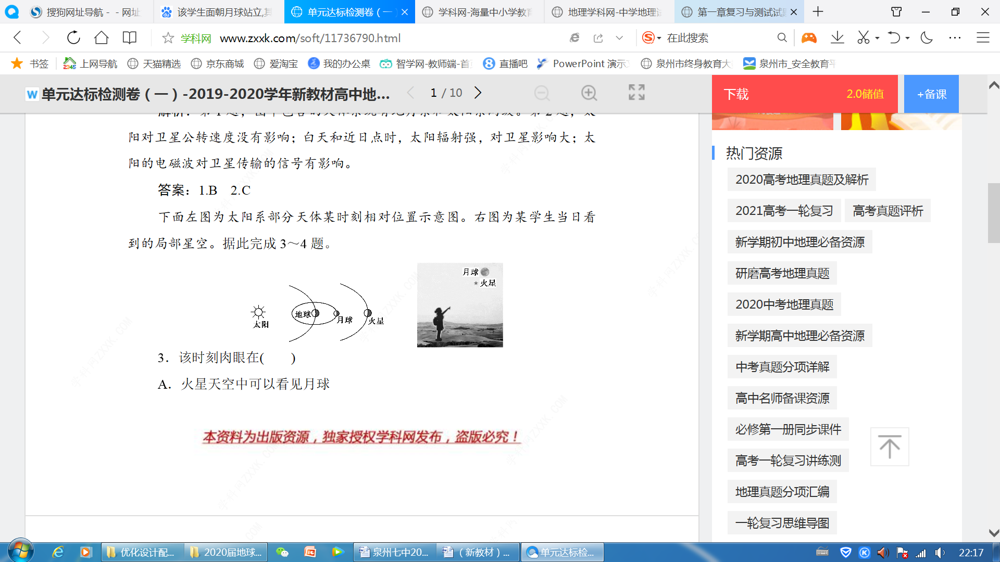 搜狗网址导航 - - 网址
该学生面朝月球站立,其
单元达标检测卷（一）
学科网-海量中小学教育
地理学科网-中学地理试
第一章复习与测试试题
学科网 www.zxxk.com/soft/11736790.html
在此搜索
书签
上网导航
天猫精选
京东商城
爱淘宝
我的办公桌
智学网-教师端-首页
直播吧
PowerPoint 演示文
泉州市终身教育大
泉州市_安全教育平
单元达标检测卷（一）-2019-2020学年新教材高中地...
1 / 10
下载 2.0储值
+备课
阳对卫星公转速度没有影响；白天和近日点时，太阳辐射强，对卫星影响大；太
阳的电磁波对卫星传输的信号有影响。
答案：1.B 2.C
下面左图为太阳系部分天体某时刻相对位置示意图。右图为某学生当日看
到的局部星空。据此完成 3～4 题。
太阳
地球
月球
火星
月球
火星
3．该时刻肉眼在( )
A．火星天空中可以看见月球
本资料为出版资源，独家授权学科网发布，盗版必究！
热门资源
2020高考地理真题及解析
2021高考一轮复习
高考真题评析
新学期初中地理必备资源
研磨高考地理真题
2020中考地理真题
新学期高中地理必备资源
中考真题分项详解
高中名师备课资源
必修第一册同步课件
高考一轮复习讲练测
地理真题分项汇编
一轮复习思维导图
优化设计配...
2020届地球...
泉州七中20...
（新教材）...
单元达标检...
22:17